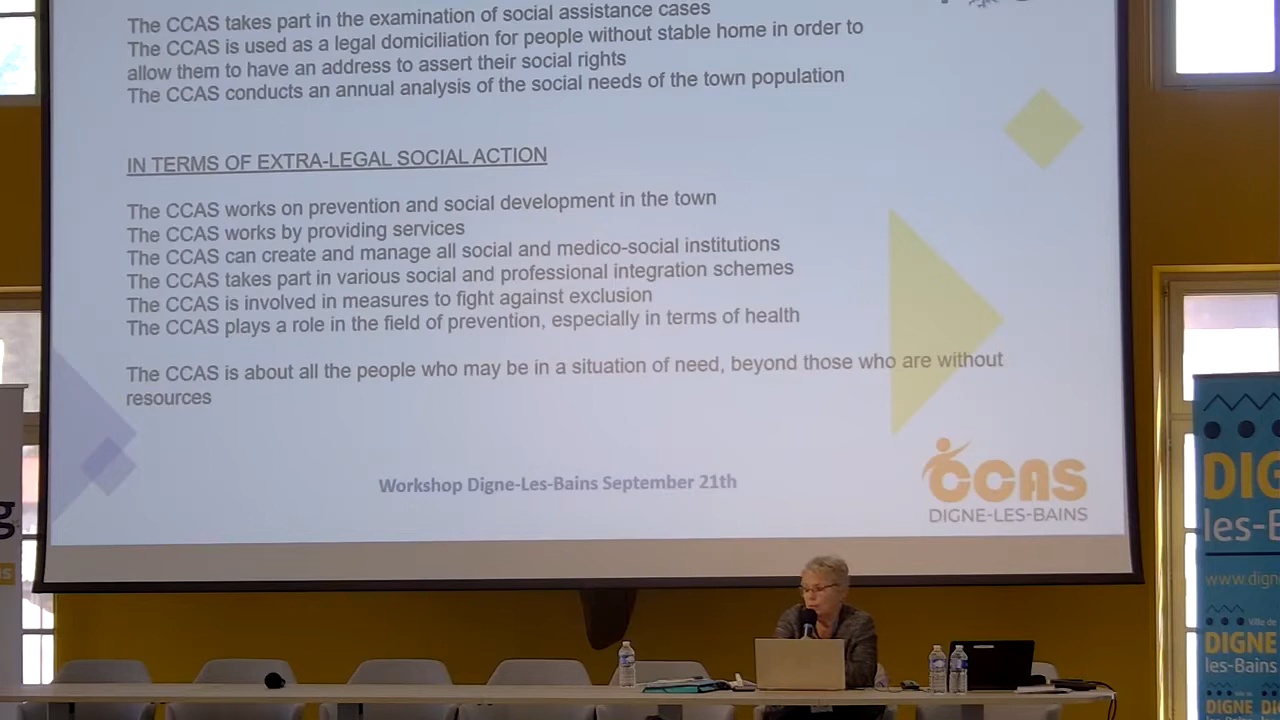 The CCAS takes part in the examination of social assistance cases
The CCAS is used as a legal domiciliation for people without stable home in order to
allow them to have an address to assert their social rights
The CCAS conducts an annual analysis of the social needs of the town population
IN TERMS OF EXTRA-LEGAL SOCIAL ACTION
The CCAS works on prevention and social development in the town
The CCAS works by providing services
The CCAS can create and manage all social and medico-social institutions
The CCAS takes part in various social and professional integration schemes
The CCAS is involved in measures to fight against exclusion
The CCAS plays a role in the field of prevention, especially in terms of health
The CCAS is about all the people who may be in a situation of need, beyond those who are without
resources
Workshop Digne-Les-Bains September 21th
CCAS
DIGNE-LES-BAINS
DIG
les-B
www.dign
Ville de
DIGNE
les-Bains
DIGNE DI